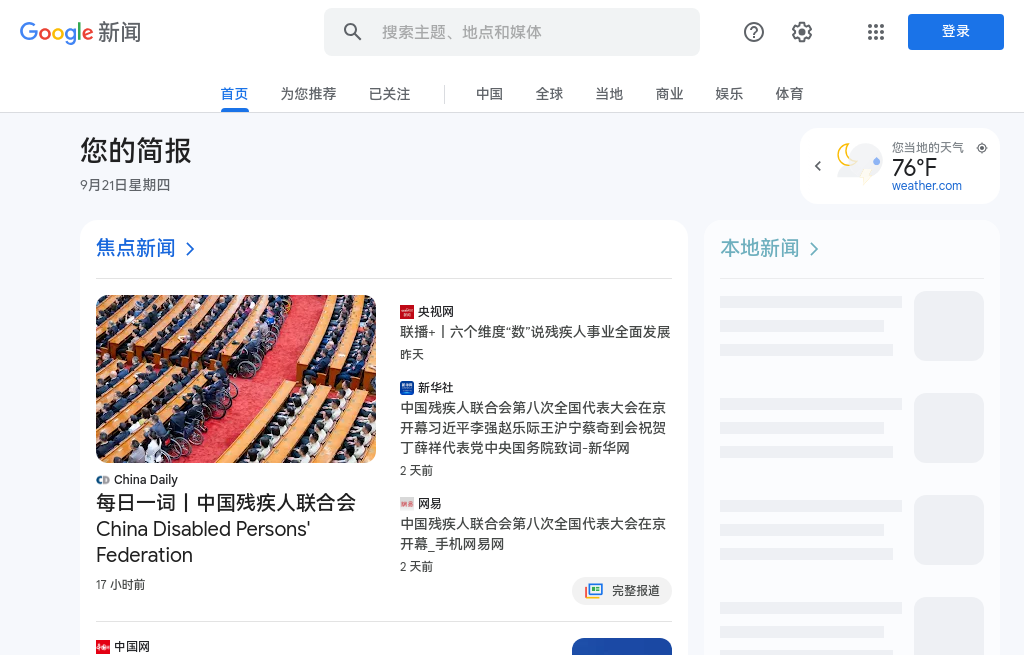 Google 新闻
搜索主题、地点和媒体
登录
首页
为您推荐
已关注
中国
全球
当地
商业
娱乐
体育
您的简报
9月21日星期四
您当地的天气
76°F
weather.com
焦点新闻
China Daily
每日一词丨中国残疾人联合会
China Disabled Persons'
Federation
17 小时前
央视网
联播+丨六个维度“数”说残疾人事业全面发展
昨天
新华社
中国残疾人联合会第八次全国代表大会在京
开幕习近平李强赵乐际王沪宁蔡奇到会祝贺
丁薛祥代表党中央国务院致词-新华网
2 天前
网易
中国残疾人联合会第八次全国代表大会在京
开幕_手机网易网
2 天前
完整报道
中国网
本地新闻